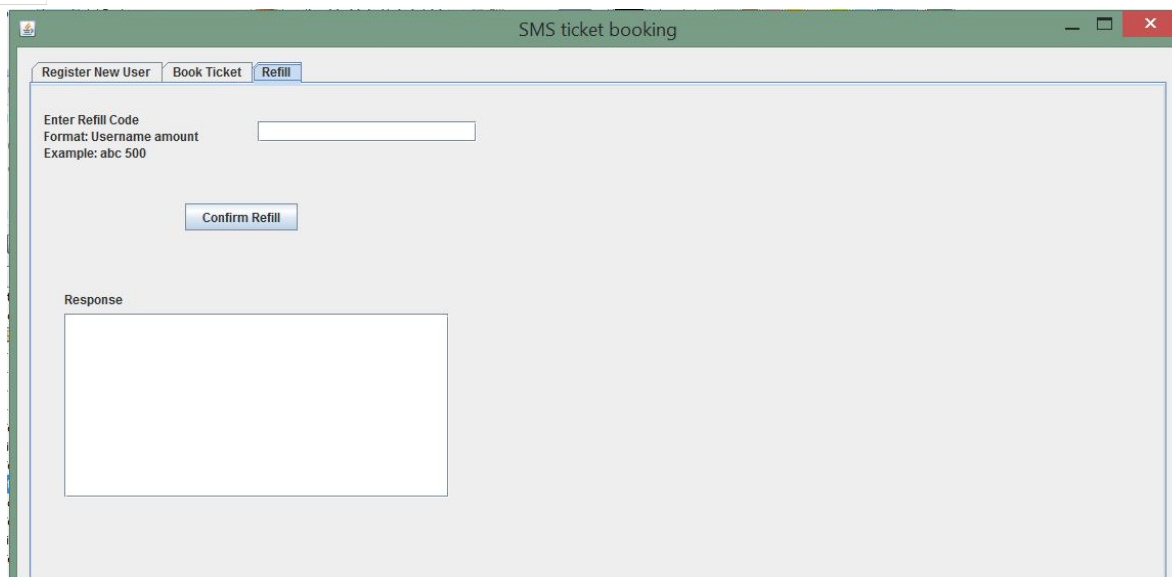 SMS ticket booking
Register New User Book Ticket Refill
Enter Refill Code
Format: Username amount
Example: abc 500
Confirm Refill
Response